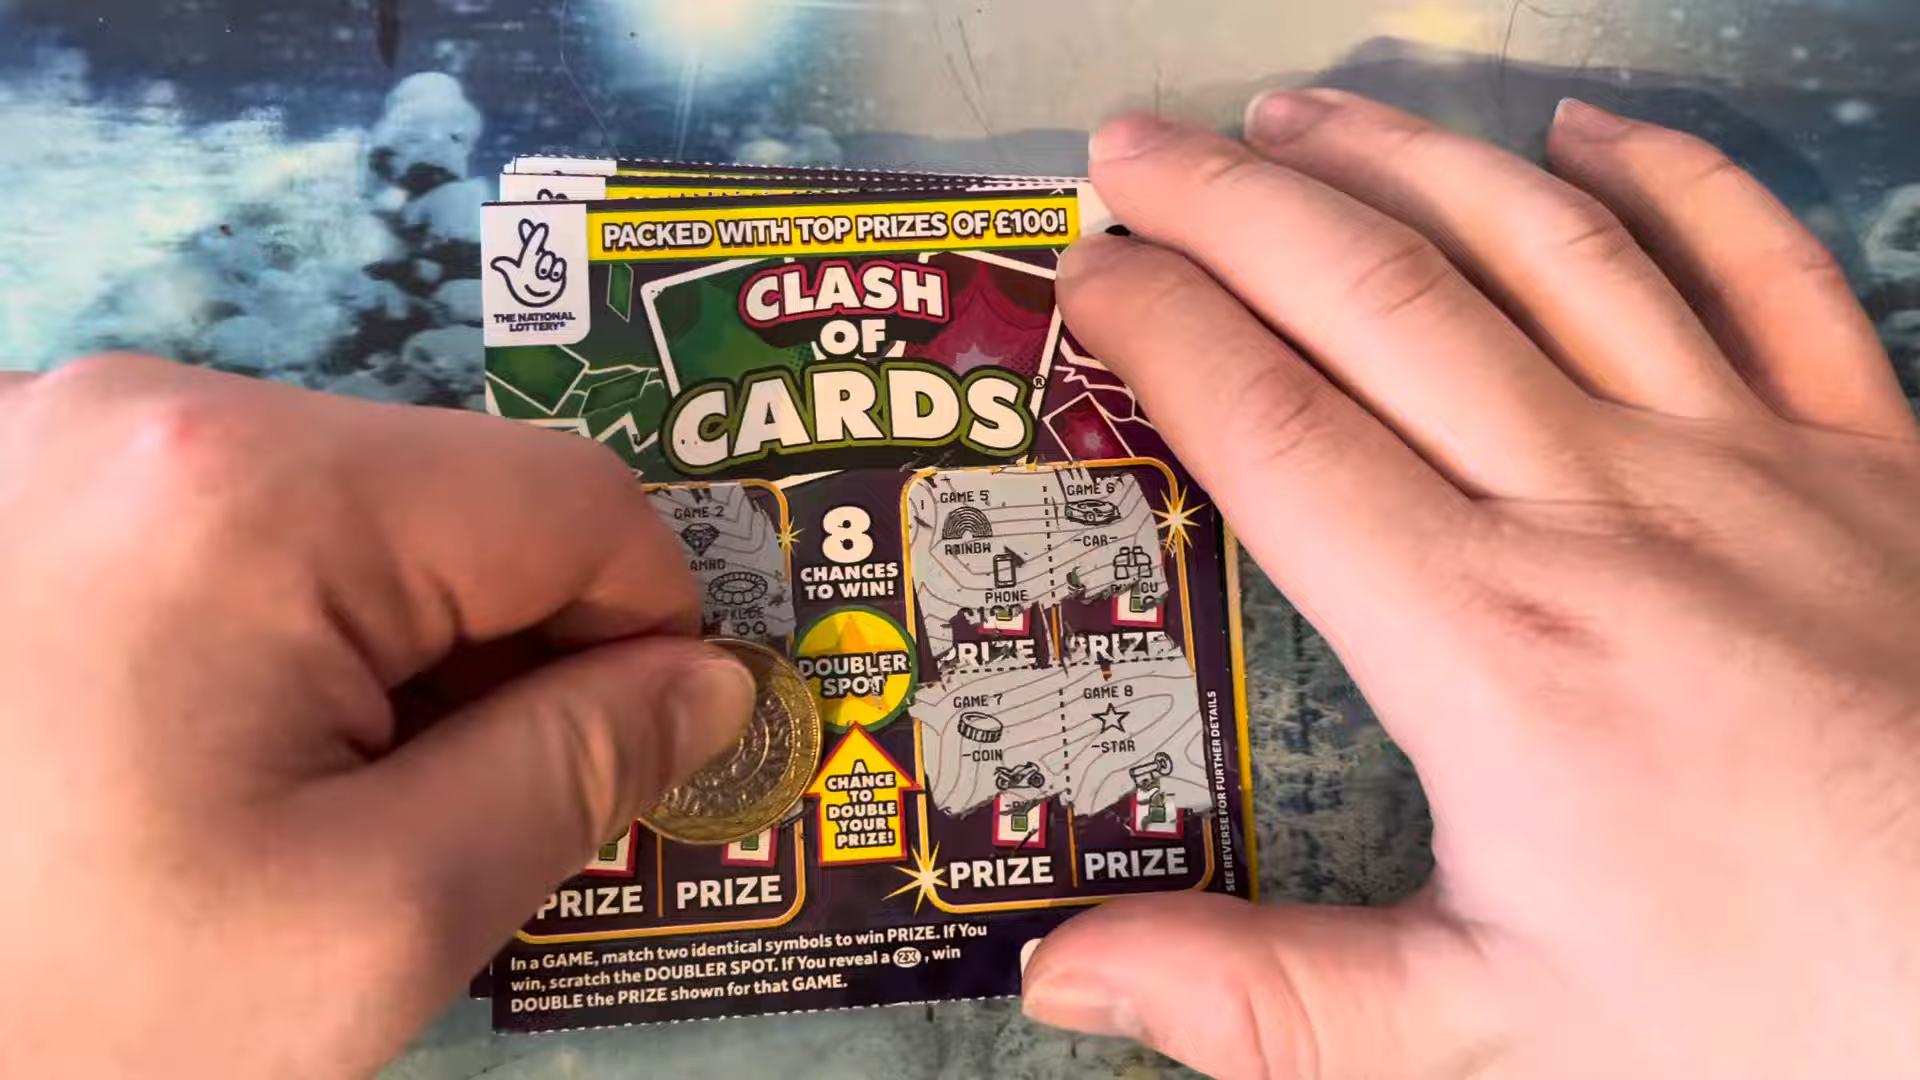 PACKED WITH TOP PRIZES OF £100!
THE NATIONAL
LOTTERY®
CLASH
OF
CARDS®
GAME 2
AMND
8
CHANCES
TO WIN!
DOUBLER
SPOT
A
CHANCE
TO
DOUBLE
YOUR
PRIZE!
GAME 5
RAINBW
PHONE
PRIZE
GAME 6
-CAR-
PRIZE
GAME 7
-COIN
PRIZE
GAME 8
-STAR
PRIZE
PRIZE
PRIZE
In a GAME, match two identical symbols to win PRIZE. If You
win, scratch the DOUBLER SPOT. If You reveal a 2X, win
DOUBLE the PRIZE shown for that GAME.
SEE REVERSE FOR FURTHER DETAILS